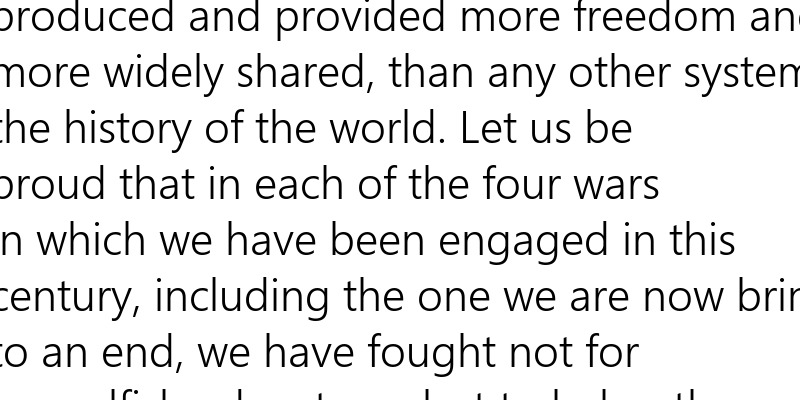 produced and provided more freedom and
more widely shared, than any other system
the history of the world. Let us be
proud that in each of the four wars
in which we have been engaged in this
century, including the one we are now
to an end, we have fought not for